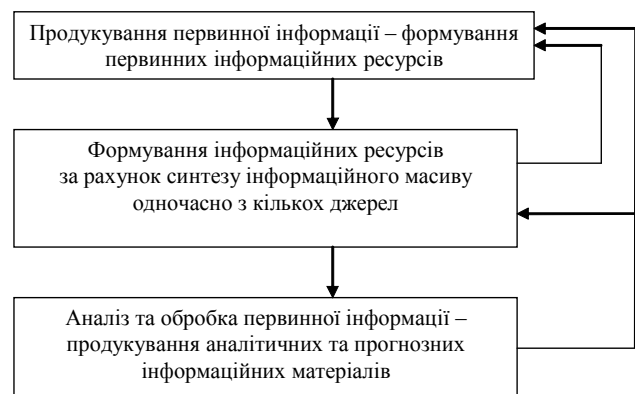 Продукування первинної інформації – формування
первинних інформаційних ресурсів
Формування інформаційних ресурсів
за рахунок синтезу інформаційного масиву
одночасно з кількох джерел
Аналіз та обробка первинної інформації –
продукування аналітичних та прогнозних
інформаційних матеріалів